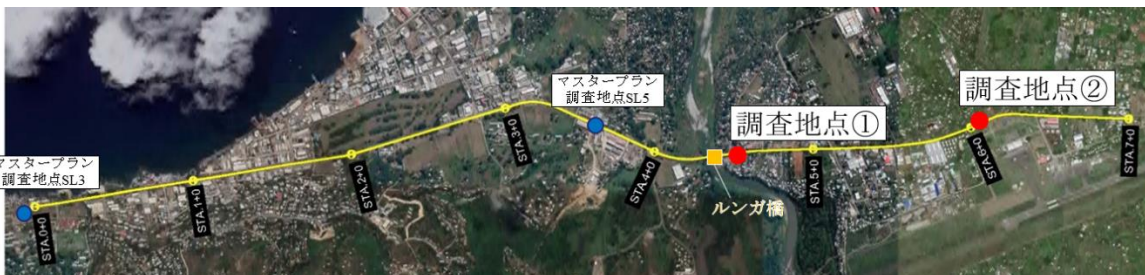 マスタープラン
調査地点SL3
STA.0+0
STA.1+0
STA.2+0
STA.3+0
マスタープラン
調査地点SL5
STA.4+0
ルンガ橋
調査地点①
STA.5+0
調査地点②
STA.6+0
STA.7+0